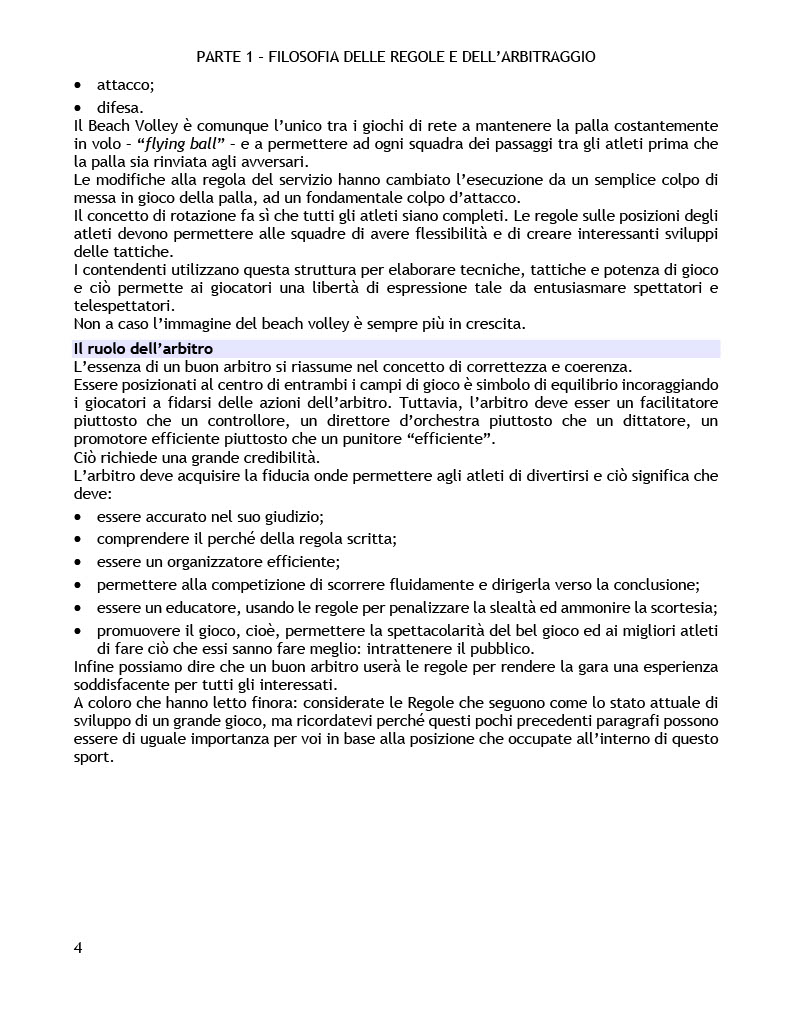 PARTE 1 – FILOSOFIA DELLE REGOLE E DELL’ARBITRAGGIO
• attacco;
• difesa.
Il Beach Volley è comunque l’unico tra i giochi di rete a mantenere la palla costantemente
in volo – “flying ball” – e a permettere ad ogni squadra dei passaggi tra gli atleti prima che
la palla sia rinviata agli avversari.
Le modifiche alla regola del servizio hanno cambiato l’esecuzione da un semplice colpo di
messa in gioco della palla, ad un fondamentale colpo d’attacco.
Il concetto di rotazione fa sì che tutti gli atleti siano completi. Le regole sulle posizioni degli
atleti devono permettere alle squadre di avere flessibilità e di creare interessanti sviluppi
delle tattiche.
I contendenti utilizzano questa struttura per elaborare tecniche, tattiche e potenza di gioco
e ciò permette ai giocatori una libertà di espressione tale da entusiasmare spettatori e
telespettatori.
Non a caso l’immagine del beach volley è sempre più in crescita.
Il ruolo dell’arbitro
L’essenza di un buon arbitro si riassume nel concetto di correttezza e coerenza.
Essere posizionati al centro di entrambi i campi di gioco è simbolo di equilibrio incoraggiando
i giocatori a fidarsi delle azioni dell’arbitro. Tuttavia, l’arbitro deve esser un facilitatore
piuttosto che un controllore, un direttore d’orchestra piuttosto che un dittatore, un
promotore efficiente piuttosto che un punitore “efficiente”.
Ciò richiede una grande credibilità.
L’arbitro deve acquisire la fiducia onde permettere agli atleti di divertirsi e ciò significa che
deve:
• essere accurato nel suo giudizio;
• comprendere il perché della regola scritta;
• essere un organizzatore efficiente;
• permettere alla competizione di scorrere fluidamente e dirigerla verso la conclusione;
• essere un educatore, usando le regole per penalizzare la slealtà ed ammonire la scortesia;
• promuovere il gioco, cioè, permettere la spettacolarità del bel gioco ed ai migliori atleti
di fare ciò che essi sanno fare meglio: intrattenere il pubblico.
Infine possiamo dire che un buon arbitro userà le regole per rendere la gara una esperienza
soddisfacente per tutti gli interessati.
A coloro che hanno letto finora: considerate le Regole che seguono come lo stato attuale di
sviluppo di un grande gioco, ma ricordatevi perché questi pochi precedenti paragrafi possono
essere di uguale importanza per voi in base alla posizione che occupate all’interno di questo
sport.
4